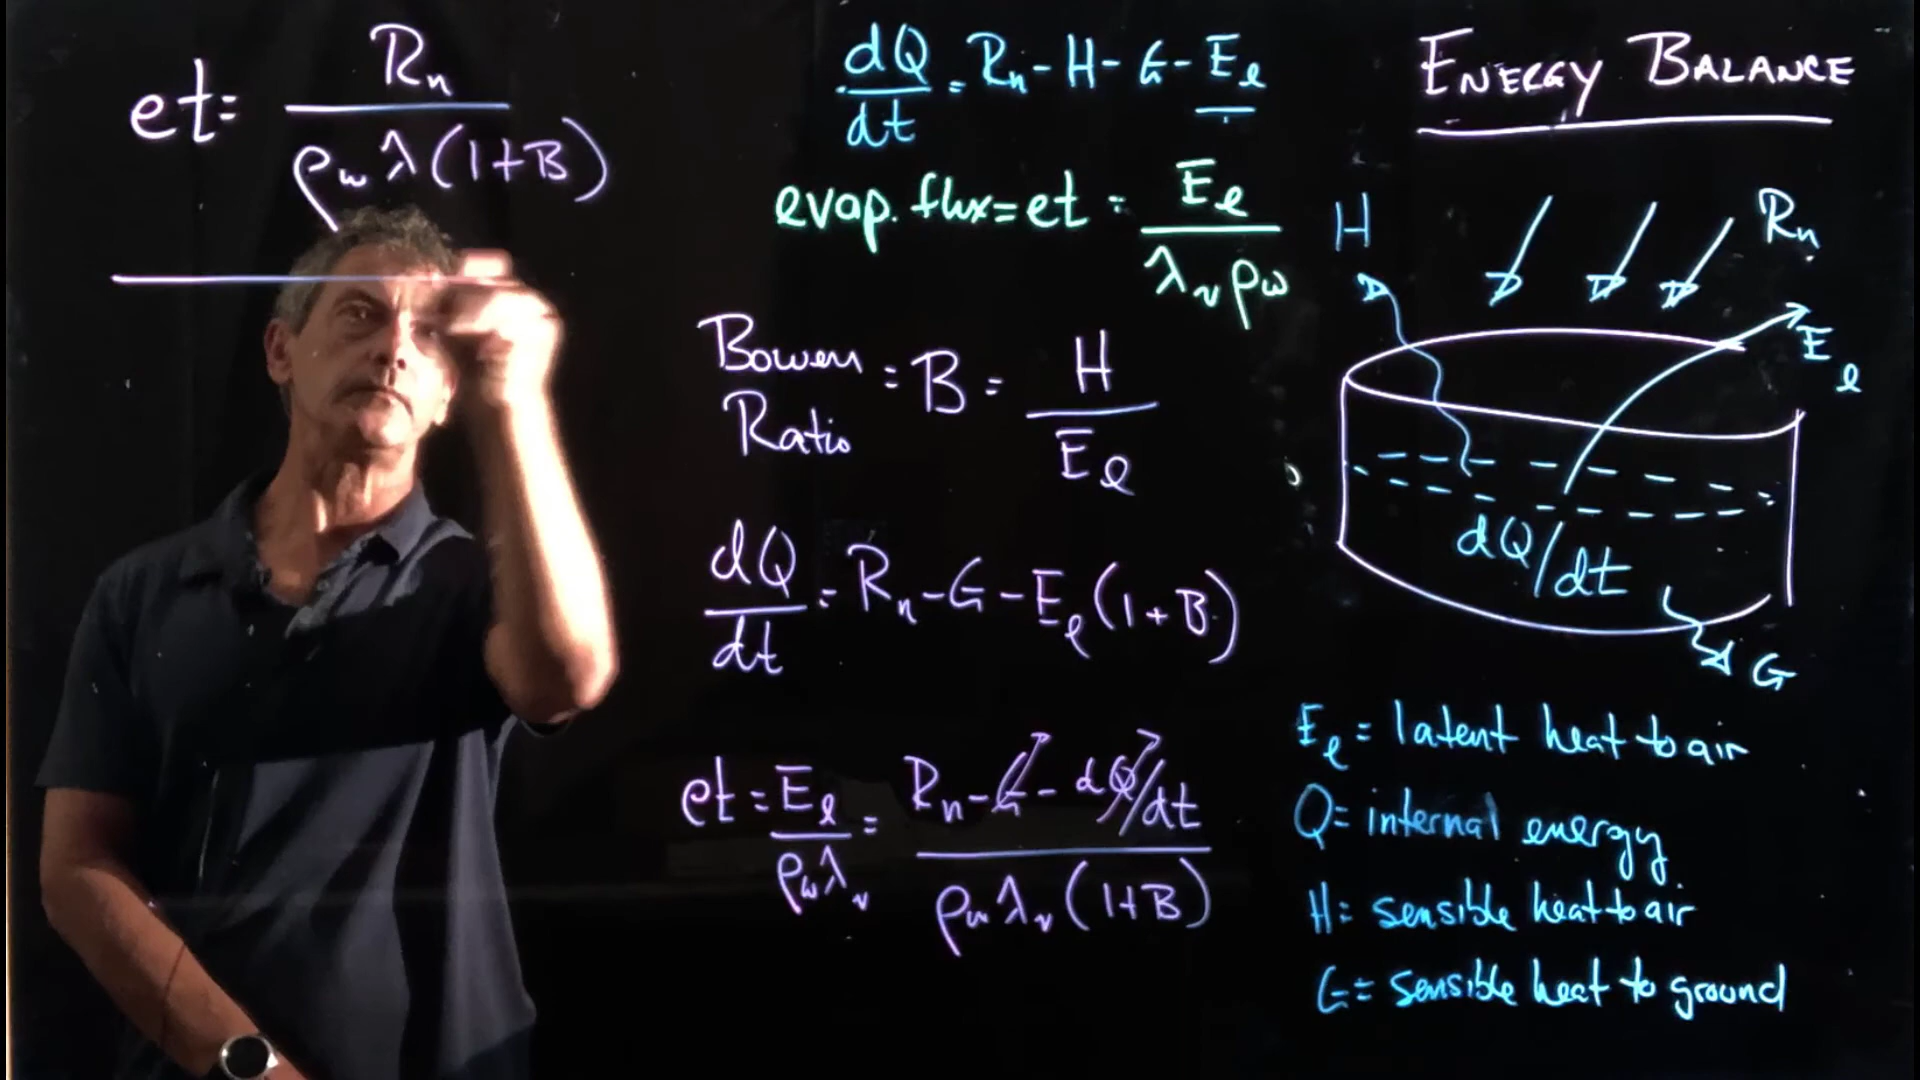 et = Rn / ρw λ (1+B)
dQ/dt = Rn - H - G - El
evap. flux = et = El / λv ρw
Bowen Ratio = B = H / El
dQ/dt = Rn - G - El (1 + B)
et = El / ρw λv = Rn - G - dQ/dt / ρw λv (1+B)
ENERGY BALANCE
H
Rn
El
dQ/dt
G
El = latent heat to air
Q = internal energy
H = sensible heat to air
G = sensible heat to ground